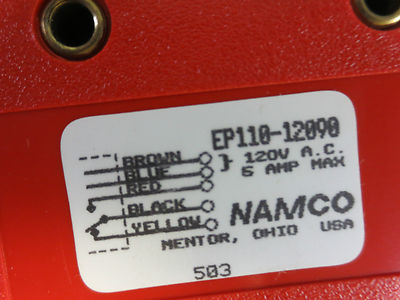 EP110-12090
BROWN
BLUE
120V A.C.
5 AMP MAX
RED
BLACK
YELLOW
NAMCO
MENTOR, OHIO USA
503